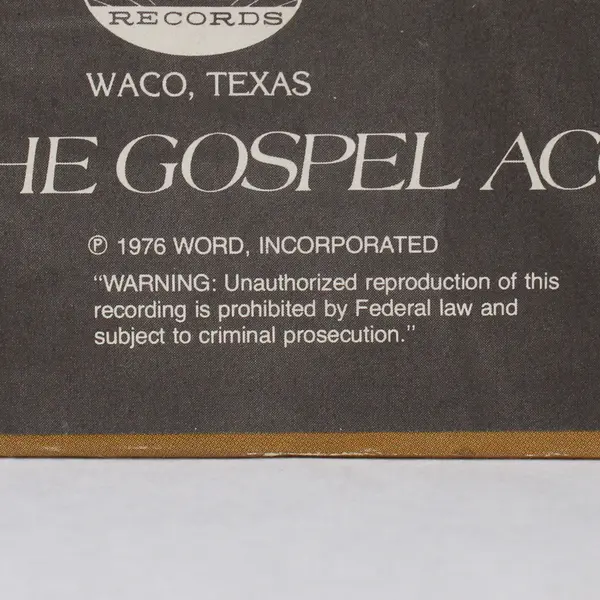 RECORDS
WACO, TEXAS
HE GOSPEL AC
℗ 1976 WORD, INCORPORATED
“WARNING: Unauthorized reproduction of this
recording is prohibited by Federal law and
subject to criminal prosecution.”